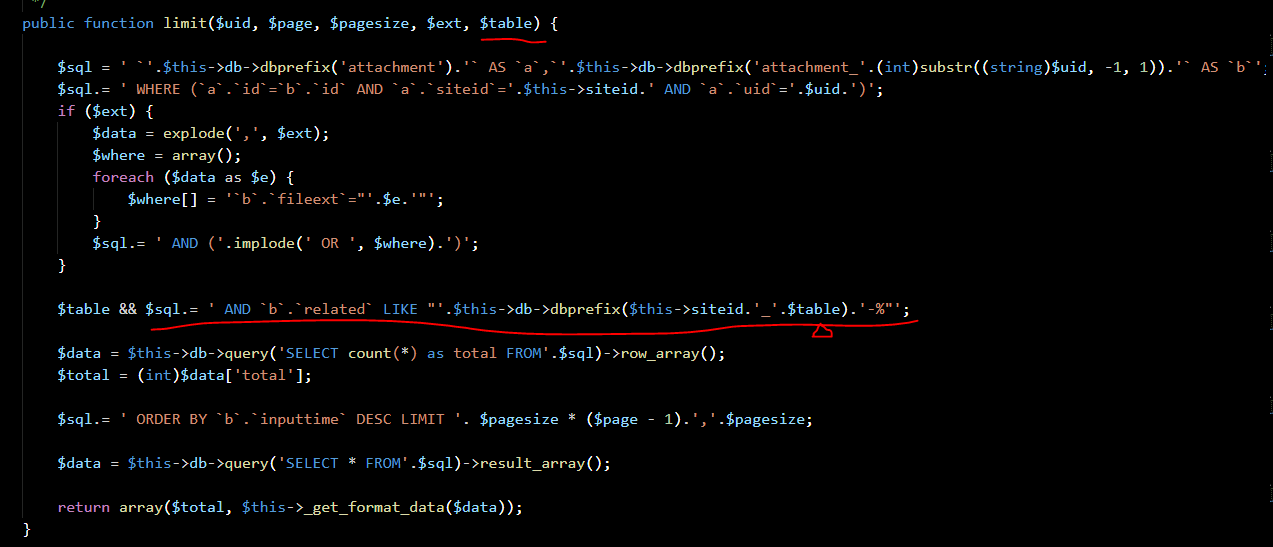 */
public function limit($uid, $page, $pagesize, $ext, $table) {
$sql = ' `'.$this->db->dbprefix('attachment').'` AS `a`,`'.$this->db->dbprefix('attachment_'.(int)substr((string)$uid, -1, 1)).'` AS `b`';
$sql.= ' WHERE (`a`.`id`=`b`.`id` AND `a`.`siteid`='.$this->siteid.' AND `a`.`uid`='.$uid.')';
if ($ext) {
$data = explode(',', $ext);
$where = array();
foreach ($data as $e) {
$where[] = '`b`.`fileext`="'.$e.'"';
}
$sql.= ' AND ('.implode(' OR ', $where).')';
}
$table && $sql.= ' AND `b`.`related` LIKE "'.$this->db->dbprefix($this->siteid.'_'.$table).'-%"';
$data = $this->db->query('SELECT count(*) as total FROM'.$sql)->row_array();
$total = (int)$data['total'];
$sql.= ' ORDER BY `b`.`inputtime` DESC LIMIT '. $pagesize * ($page - 1).','.$pagesize;
$data = $this->db->query('SELECT * FROM'.$sql)->result_array();
return array($total, $this->_get_format_data($data));
}